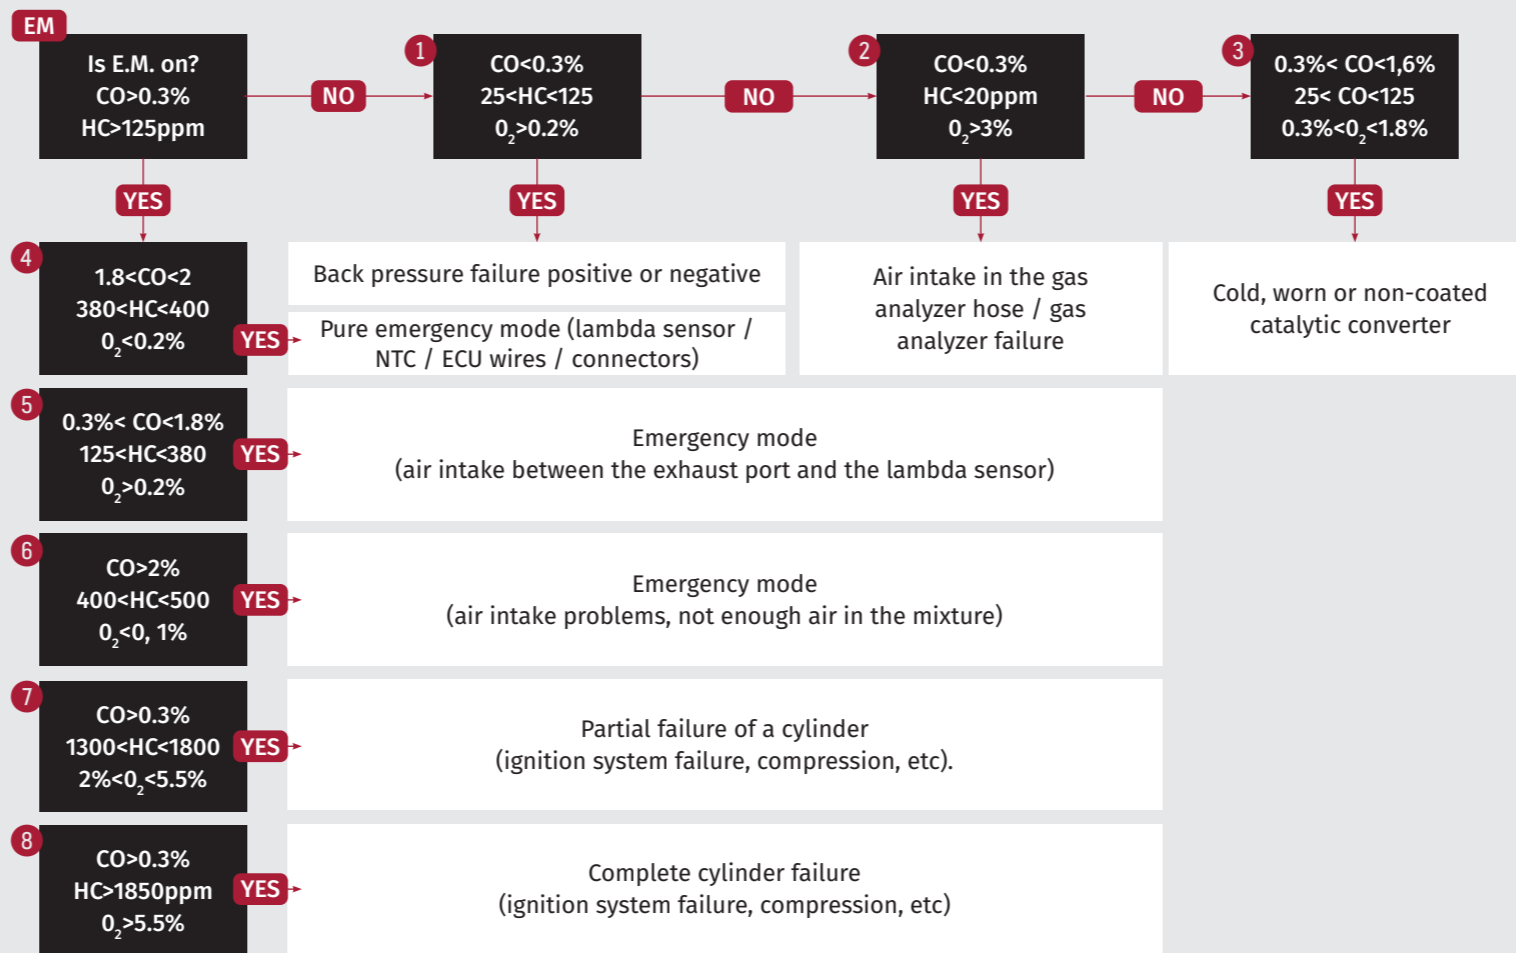 EM
Is E.M. on?
CO>0.3%
HC>125ppm
NO
1
CO<0.3%
25<HC<125
0₂>0.2%
NO
2
CO<0.3%
HC<20ppm
0₂>3%
NO
3
0.3%< CO<1,6%
25< CO<125
0.3%<0₂<1.8%
YES
YES
YES
YES
4
1.8<CO<2
380<HC<400
0₂<0.2%
YES
Back pressure failure positive or negative
Pure emergency mode (lambda sensor /
NTC / ECU wires / connectors)
Air intake in the gas
analyzer hose / gas
analyzer failure
Cold, worn or non-coated
catalytic converter
5
0.3%< CO<1.8%
125<HC<380
0₂>0.2%
YES
Emergency mode
(air intake between the exhaust port and the lambda sensor)
6
CO>2%
400<HC<500
0₂<0, 1%
YES
Emergency mode
(air intake problems, not enough air in the mixture)
7
CO>0.3%
1300<HC<1800
2%<0₂<5.5%
YES
Partial failure of a cylinder
(ignition system failure, compression, etc).
8
CO>0.3%
HC>1850ppm
0₂>5.5%
YES
Complete cylinder failure
(ignition system failure, compression, etc)